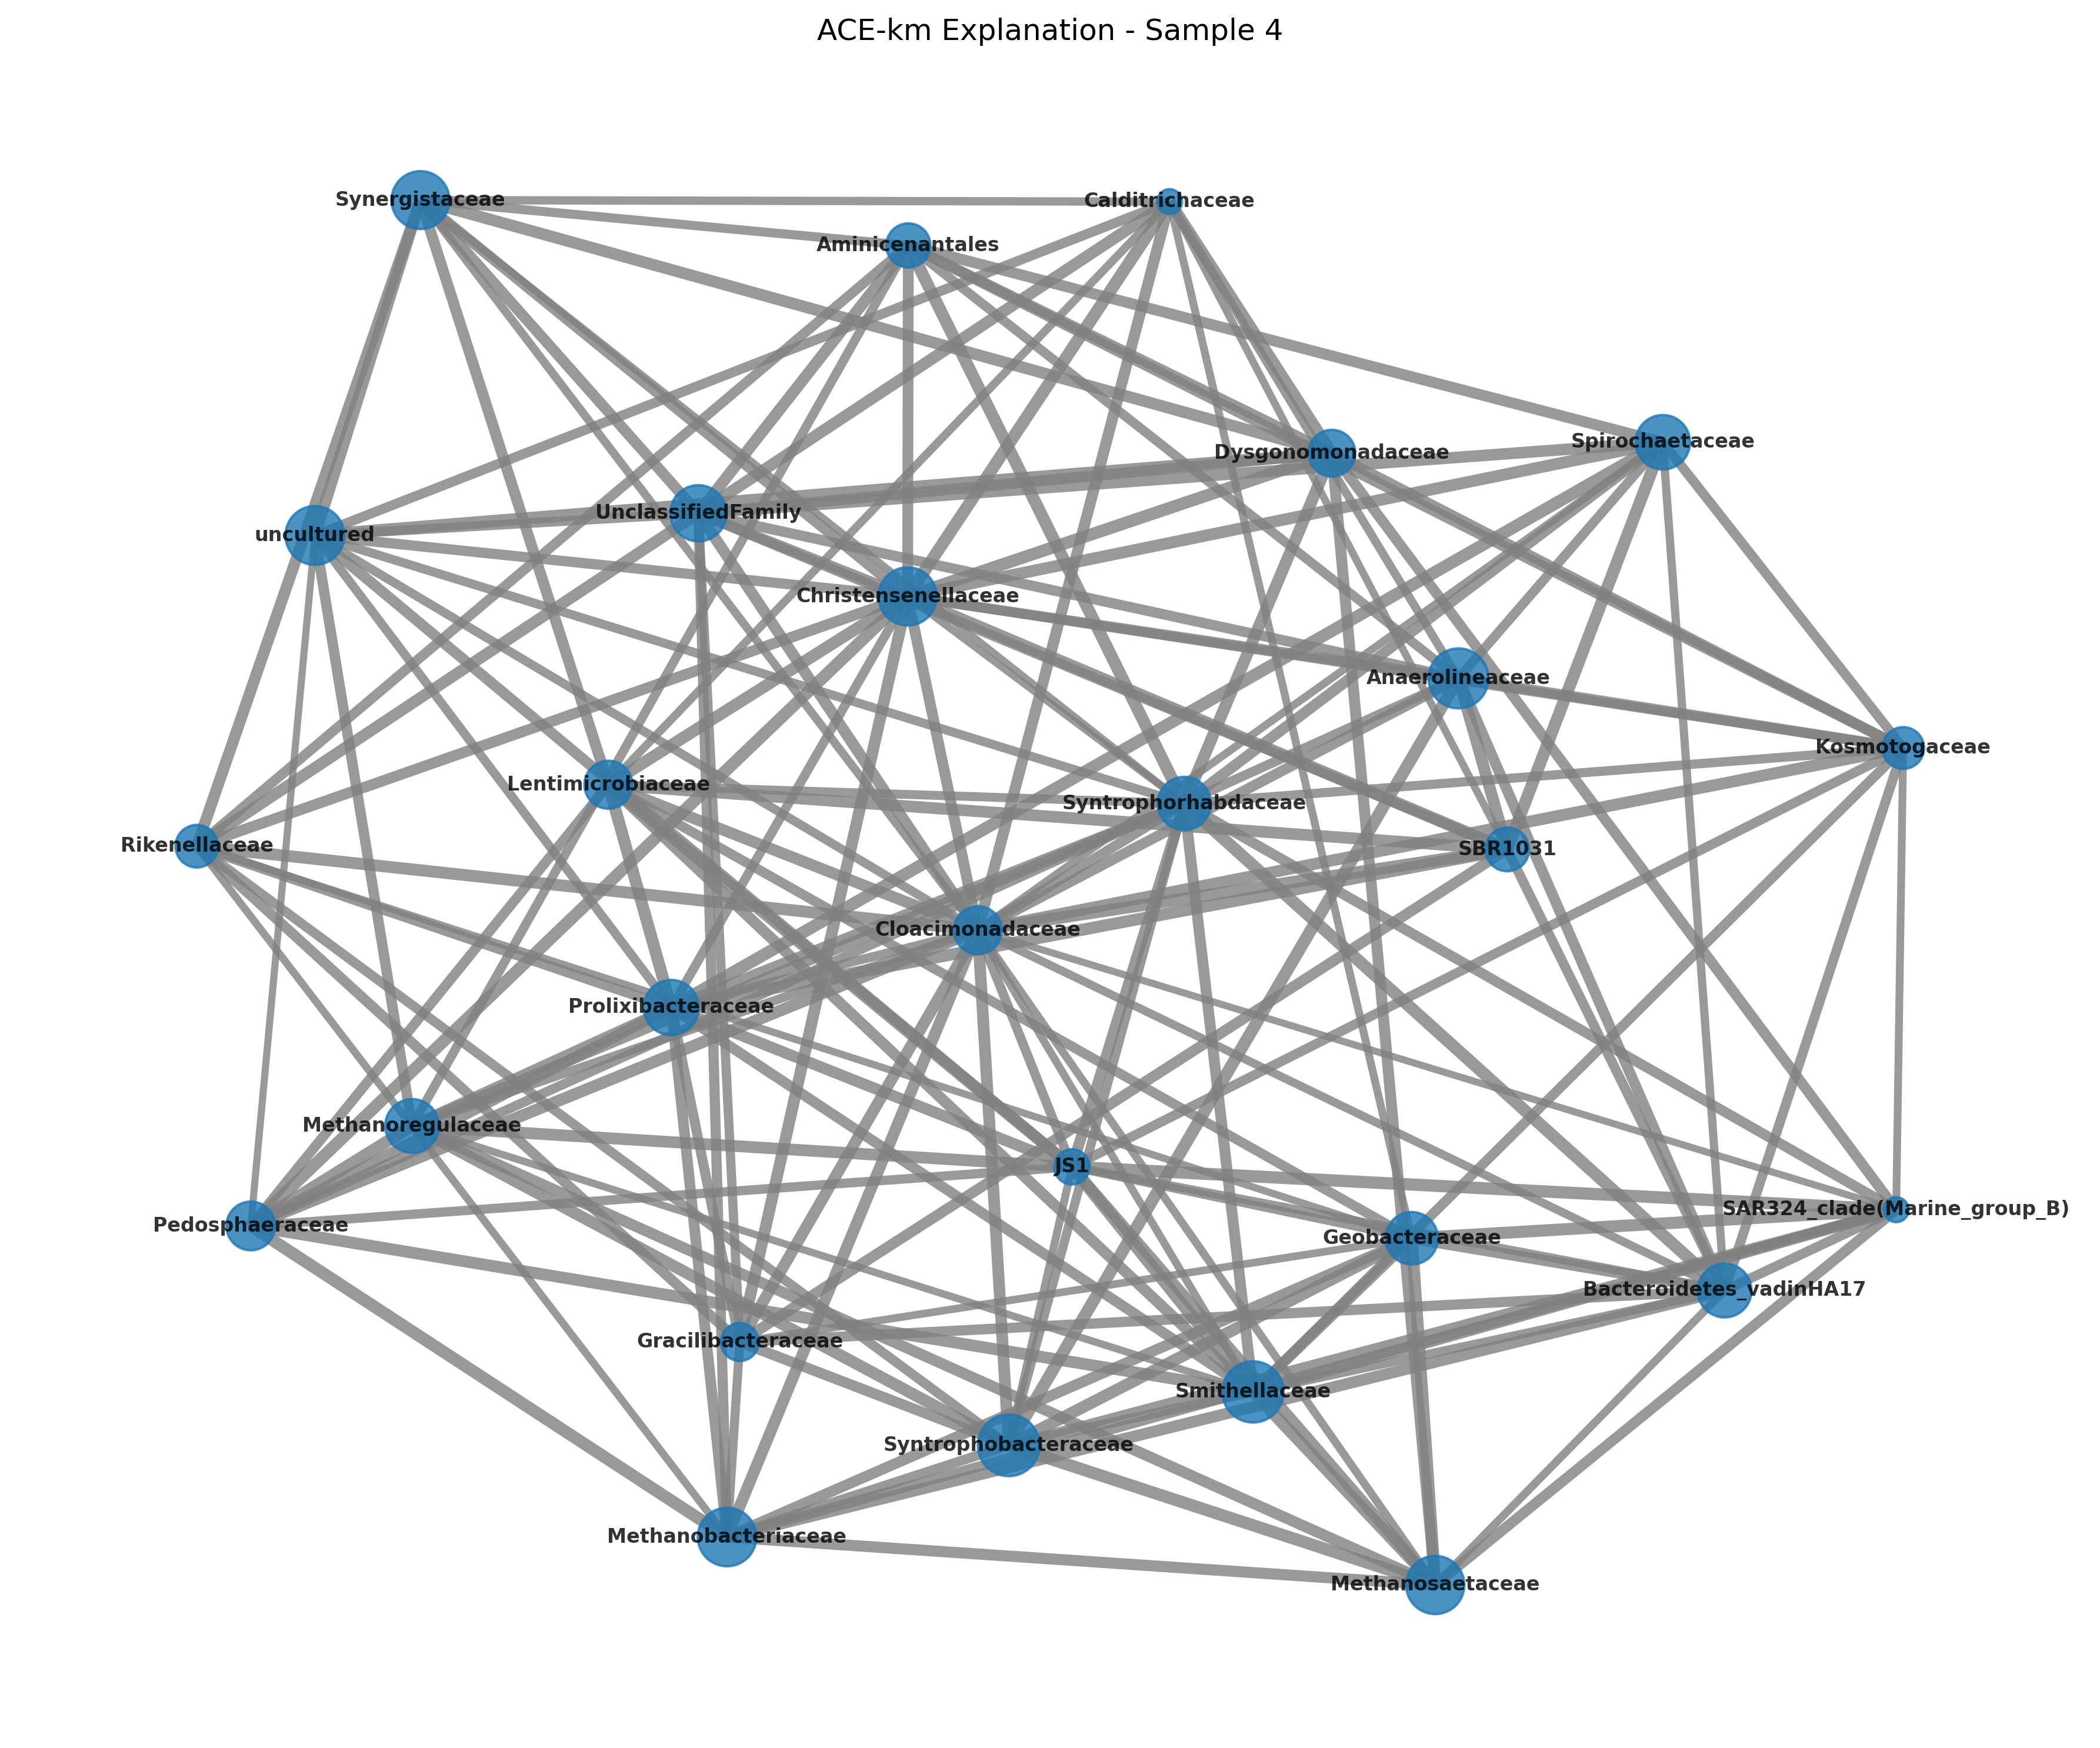 ACE-km Explanation - Sample 4
Synergistaceae
Calditrichaceae
Aminicenantales
Spirochaetaceae
Dysgonomonadaceae
UnclassifiedFamily
uncultured
Christensenellaceae
Anaerolineaceae
Kosmotogaceae
Lentimicrobiaceae
Syntrophorhabdaceae
Rikenellaceae
SBR1031
Cloacimonadaceae
Prolixibacteraceae
Methanoregulaceae
JS1
SAR324_clade(Marine_group_B)
Pedosphaeraceae
Geobacteraceae
Bacteroidetes_vadinHA17
Gracilibacteraceae
Smithellaceae
Syntrophobacteraceae
Methanobacteriaceae
Methanosaetaceae